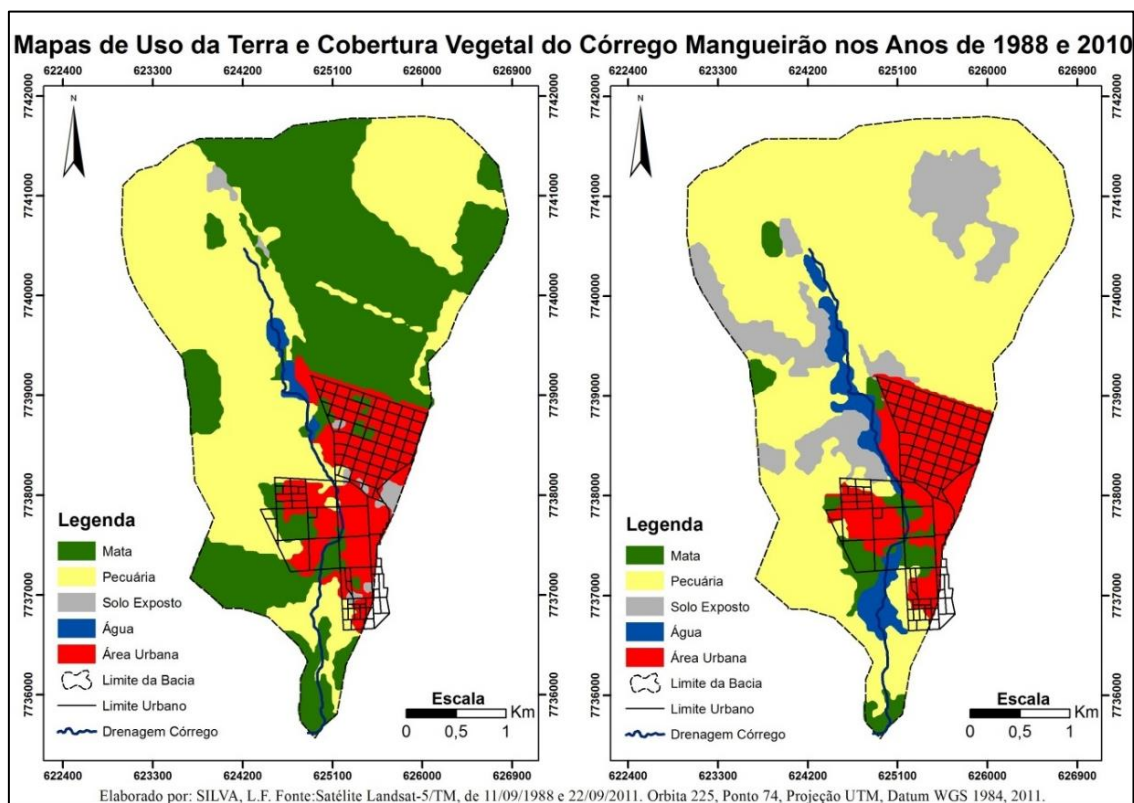 Mapas de Uso da Terra e Cobertura Vegetal do Córrego Mangueirão nos Anos de 1988 e 2010
622400 623300 624200 625100 626000 626900
622400 623300 624200 625100 626000 626900
7742000
7741000
7740000
7739000
7738000
7737000
7736000
7742000
7741000
7740000
7739000
7738000
7737000
7736000
7742000
7741000
7740000
7739000
7738000
7737000
7736000
7742000
7741000
7740000
7739000
7738000
7737000
7736000
N
Legenda
Mata
Pecuária
Solo Exposto
Água
Área Urbana
Limite da Bacia
Limite Urbano
Drenagem Córrego
Escala
Km
0 0,5 1
N
Legenda
Mata
Pecuária
Solo Exposto
Água
Área Urbana
Limite da Bacia
Limite Urbano
Drenagem Córrego
Escala
Km
0 0,5 1
622400 623300 624200 625100 626000 626900
622400 623300 624200 625100 626000 626900
Elaborado por: SILVA, L.F. Fonte:Satélite Landsat-5/TM, de 11/09/1988 e 22/09/2011. Orbita 225, Ponto 74, Projeção UTM, Datum WGS 1984, 2011.